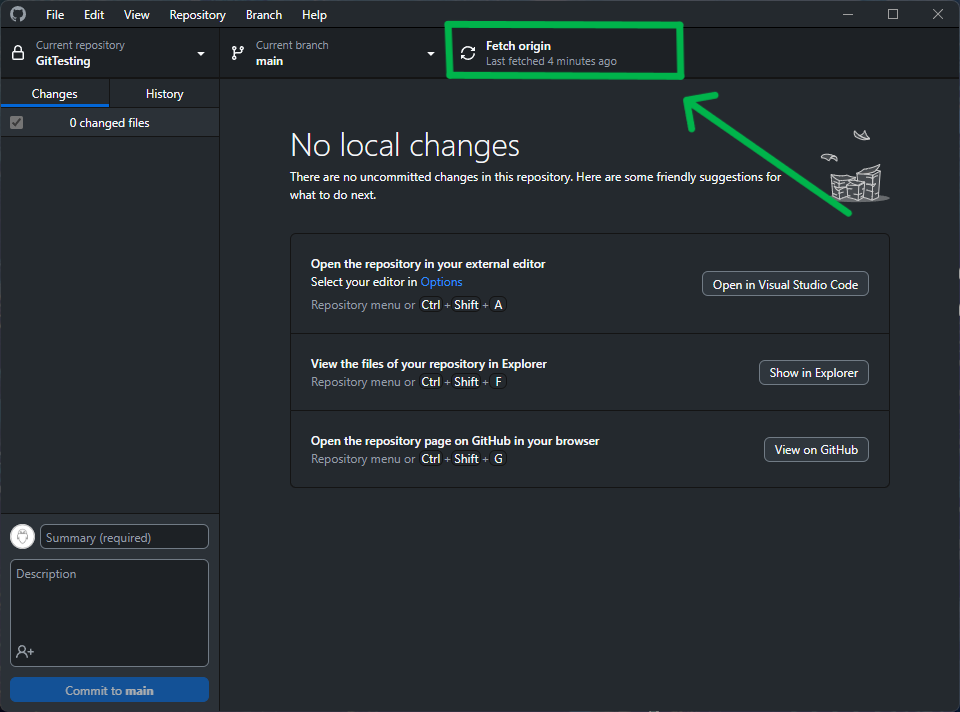 File Edit View Repository Branch Help
Current repository
GitTesting
Current branch
main
Fetch origin
Last fetched 4 minutes ago
Changes History
0 changed files
No local changes
There are no uncommitted changes in this repository. Here are some friendly suggestions for
what to do next.
Open the repository in your external editor
Select your editor in Options
Repository menu or Ctrl + Shift + A
Open in Visual Studio Code
View the files of your repository in Explorer
Repository menu or Ctrl + Shift + F
Show in Explorer
Open the repository page on GitHub in your browser
Repository menu or Ctrl + Shift + G
View on GitHub
Summary (required)
Description
Commit to main